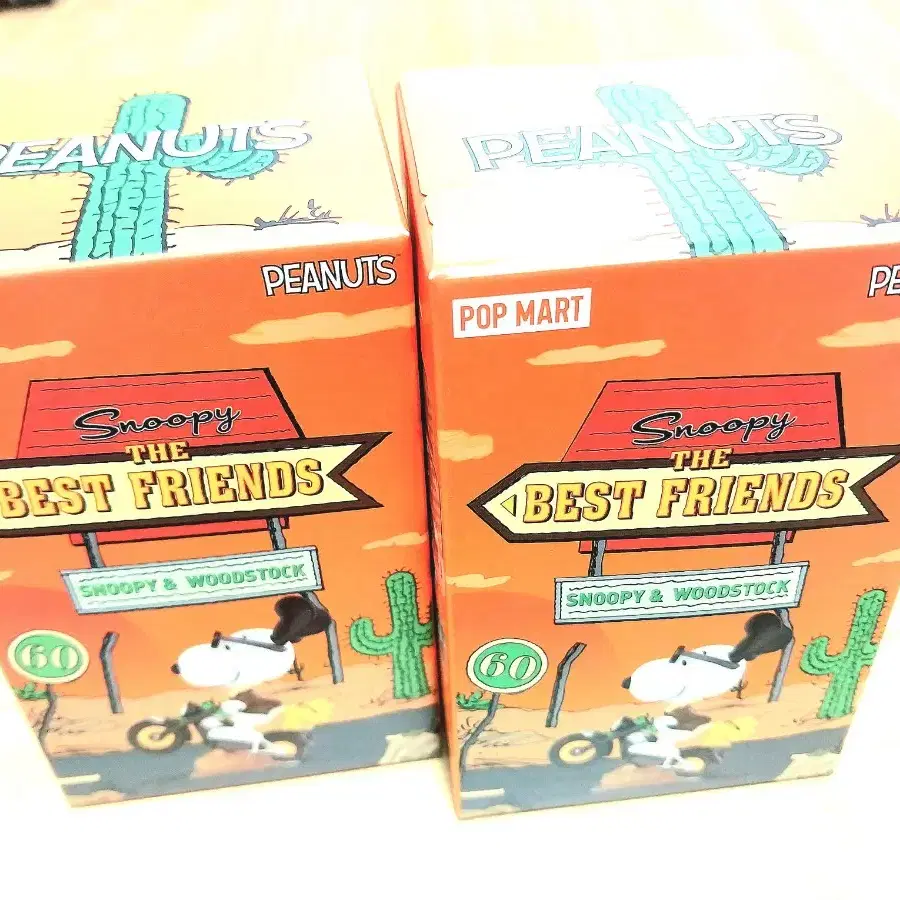 PEANUTS
PEANUTS
Snoopy
THE
BEST FRIENDS
SNOOPY & WOODSTOCK
60
PEANUTS
POP MART
PE
Snoopy
THE
BEST FRIENDS
SNOOPY & WOODSTOCK
60